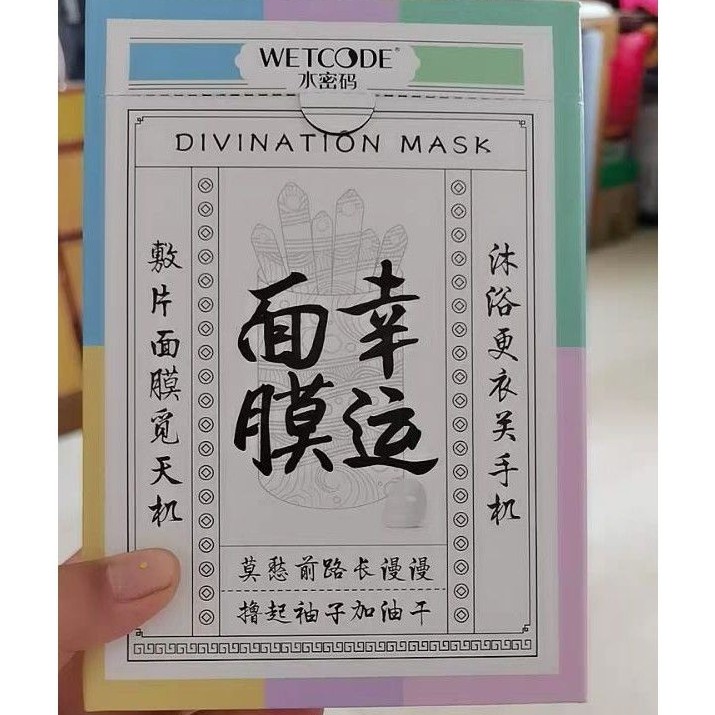 WETCODE®
水密码
DIVINATION MASK
沐浴更衣关手机
幸运
面膜
敷片面膜觅天机
莫愁前路长漫漫
撸起袖子加油干